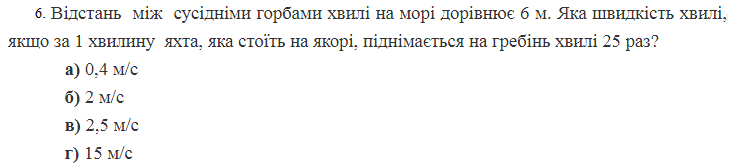 6. Відстань між сусідніми горбами хвилі на морі дорівнює 6 м. Яка швидкість хвилі,
якщо за 1 хвилину яхта, яка стоїть на якорі, піднімається на гребінь хвилі 25 раз?
а) 0,4 м/с
б) 2 м/с
в) 2,5 м/с
г) 15 м/с